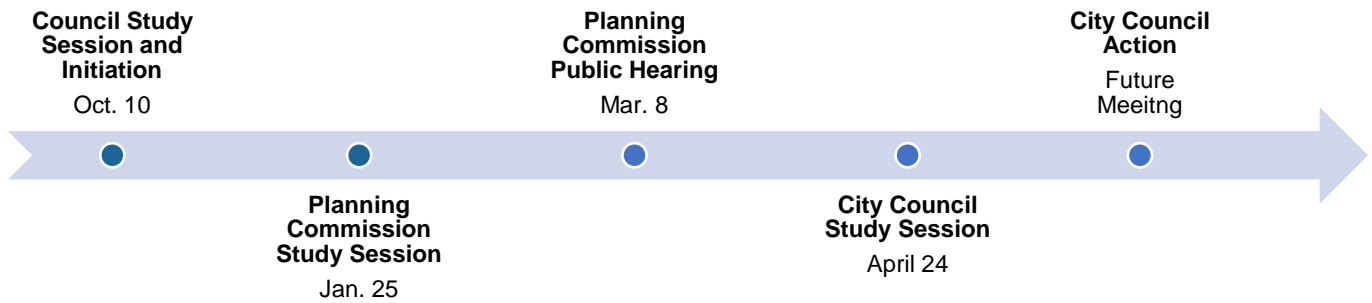 Council Study
Session and
Initiation
Oct. 10
Planning
Commission
Study Session
Jan. 25
Planning
Commission
Public Hearing
Mar. 8
City Council
Study Session
April 24
City Council
Action
Future
Meeitng